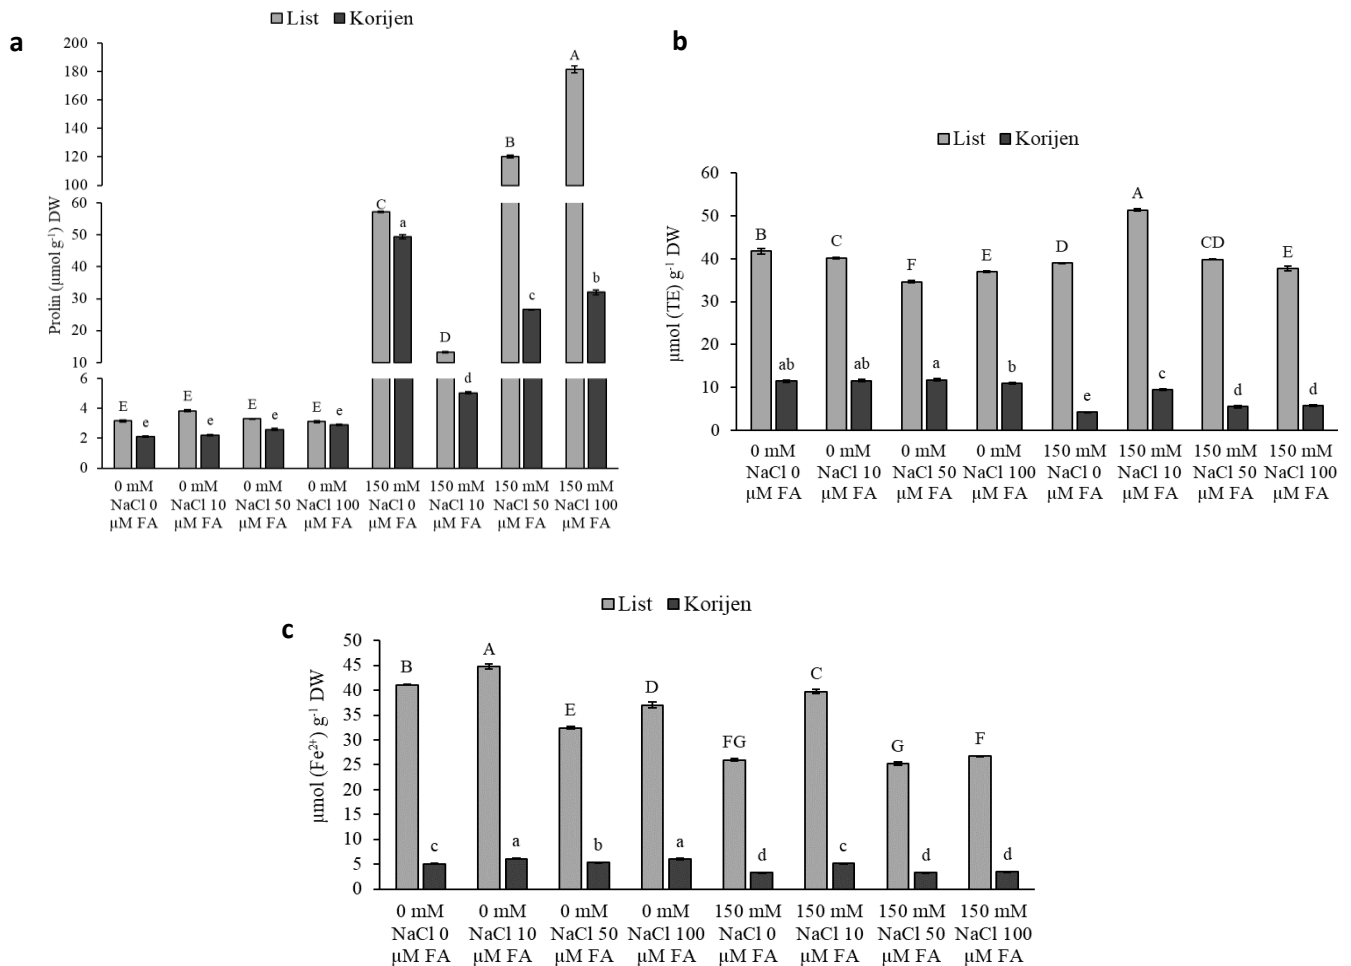 List Korijen
a
200
180
160
140
120
100
60
50
40
30
20
10
6
4
2
0
Prolin (µmol g⁻¹) DW
E e E e E e E e C a D d B c A b
0 mM NaCl 0 µM FA
0 mM NaCl 10 µM FA
0 mM NaCl 50 µM FA
0 mM NaCl 100 µM FA
150 mM NaCl 0 µM FA
150 mM NaCl 10 µM FA
150 mM NaCl 50 µM FA
150 mM NaCl 100 µM FA
b
List Korijen
60
50
40
30
20
10
0
µmol (TE) g⁻¹ DW
B ab C ab F a E b D e A c CD d E d
0 mM NaCl 0 µM FA
0 mM NaCl 10 µM FA
0 mM NaCl 50 µM FA
0 mM NaCl 100 µM FA
150 mM NaCl 0 µM FA
150 mM NaCl 10 µM FA
150 mM NaCl 50 µM FA
150 mM NaCl 100 µM FA
List Korijen
c
50
45
40
35
30
25
20
15
10
5
0
µmol (Fe²⁺) g⁻¹ DW
B c A a E b D a FG d C c G d F d
0 mM NaCl 0 µM FA
0 mM NaCl 10 µM FA
0 mM NaCl 50 µM FA
0 mM NaCl 100 µM FA
150 mM NaCl 0 µM FA
150 mM NaCl 10 µM FA
150 mM NaCl 50 µM FA
150 mM NaCl 100 µM FA